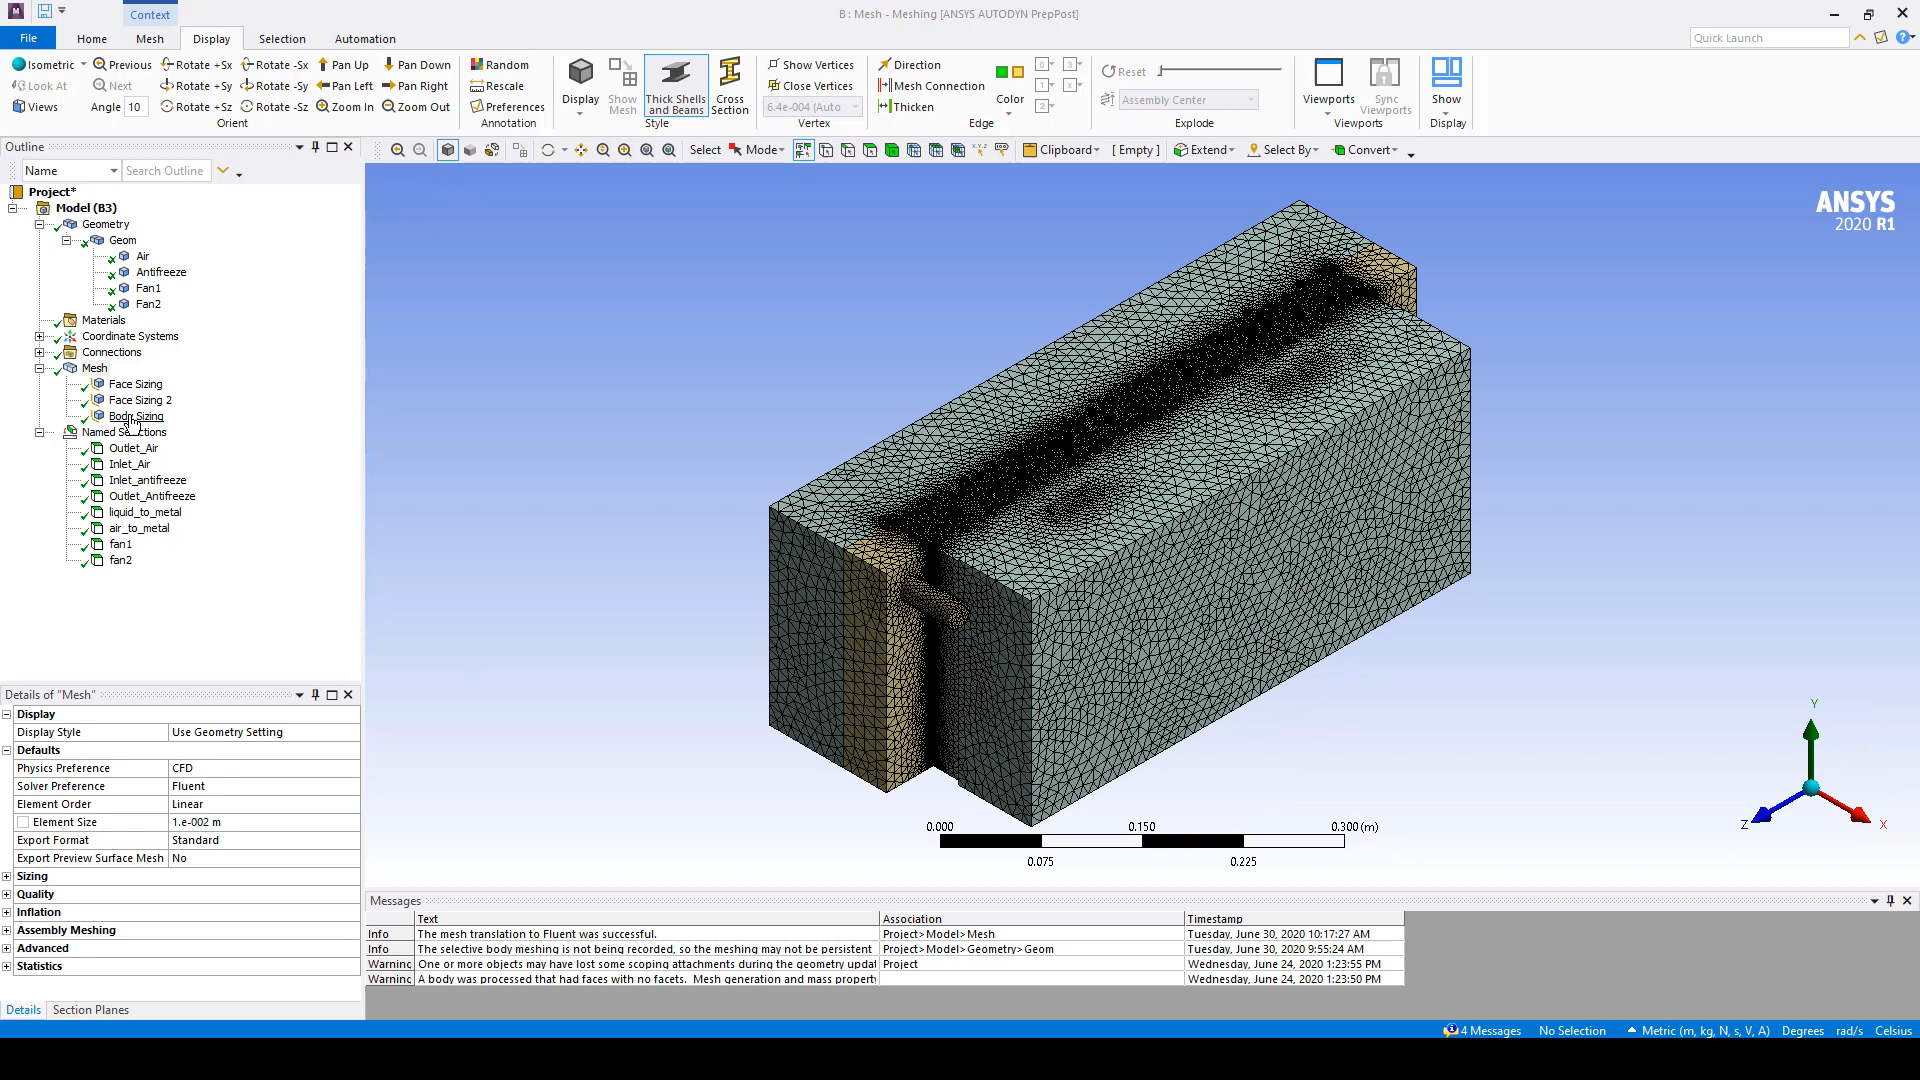 Context
B : Mesh - Meshing [ANSYS AUTODYN PrepPost]
File Home Mesh Display Selection Automation
Quick Launch
Isometric Previous Rotate +Sx Rotate -Sx Pan Up Pan Down
Look At Next Rotate +Sy Rotate -Sy Pan Left Pan Right
Views Angle 10 Rotate +Sz Rotate -Sz Zoom In Zoom Out
Orient
Random
Rescale
Preferences
Annotation
Display
Show Mesh
Thick Shells and Beams
Cross Section
Style
Show Vertices
Close Vertices
6.4e-004 (Auto
Vertex
Direction
Mesh Connection
Thicken
Color
Edge
Reset
Assembly Center
Explode
Viewports
Sync Viewports
Viewports
Show
Display
Select Mode Clipboard [ Empty ] Extend Select By Convert
Outline
Name Search Outline
Project*
Model (B3)
Geometry
Geom
Air
Antifreeze
Fan1
Fan2
Materials
Coordinate Systems
Connections
Mesh
Face Sizing
Face Sizing 2
Body Sizing
Named Selections
Outlet_Air
Inlet_Air
Inlet_antifreeze
Outlet_Antifreeze
liquid_to_metal
air_to_metal
fan1
fan2
ANSYS
2020 R1
Details of "Mesh"
Display
Display Style Use Geometry Setting
Defaults
Physics Preference CFD
Solver Preference Fluent
Element Order Linear
Element Size 1.e-002 m
Export Format Standard
Export Preview Surface Mesh No
Sizing
Quality
Inflation
Assembly Meshing
Advanced
Statistics
Details Section Planes
0.000 0.150 0.300 (m)
0.075 0.225
Y
Z X
Messages
Text Association Timestamp
Info The mesh translation to Fluent was successful. Project>Model>Mesh Tuesday, June 30, 2020 10:17:27 AM
Info The selective body meshing is not being recorded, so the meshing may not be persistent Project>Model>Geometry>Geom Tuesday, June 30, 2020 9:55:24 AM
Warning One or more objects may have lost some scoping attachments during the geometry updat Project Wednesday, June 24, 2020 1:23:55 PM
Warning A body was processed that had faces with no facets. Mesh generation and mass propert Wednesday, June 24, 2020 1:23:50 PM
4 Messages No Selection Metric (m, kg, N, s, V, A) Degrees rad/s Celsius